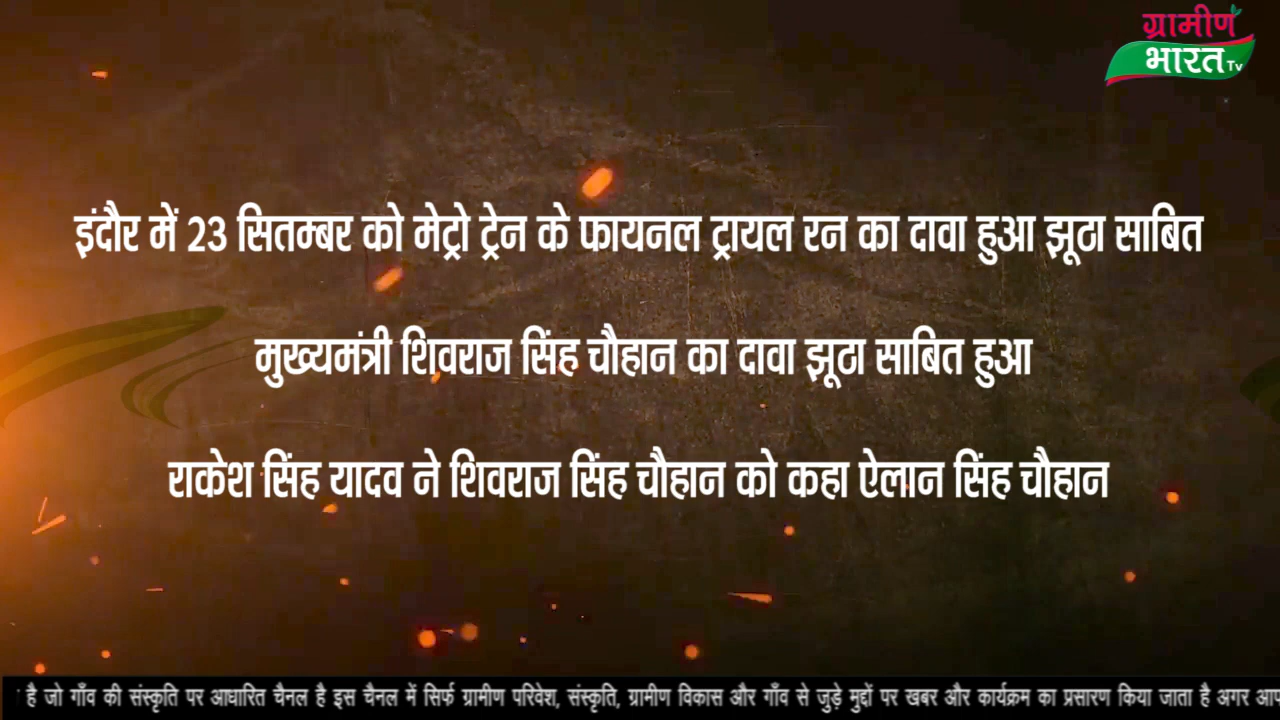 ग्रामीण
भारत Tv
इंदौर में 23 सितम्बर को मेट्रो ट्रेन के फायनल ट्रायल रन का दावा हुआ झूठा साबित
मुख्यमंत्री शिवराज सिंह चौहान का दावा झूठा साबित हुआ
राकेश सिंह यादव ने शिवराज सिंह चौहान को कहा ऐलान सिंह चौहान
है जो गाँव की संस्कृति पर आधारित चैनल है इस चैनल में सिर्फ ग्रामीण परिवेश, संस्कृति, ग्रामीण विकास और गाँव से जुड़े मुद्दों पर खबर और कार्यक्रम का प्रसारण किया जाता है अगर